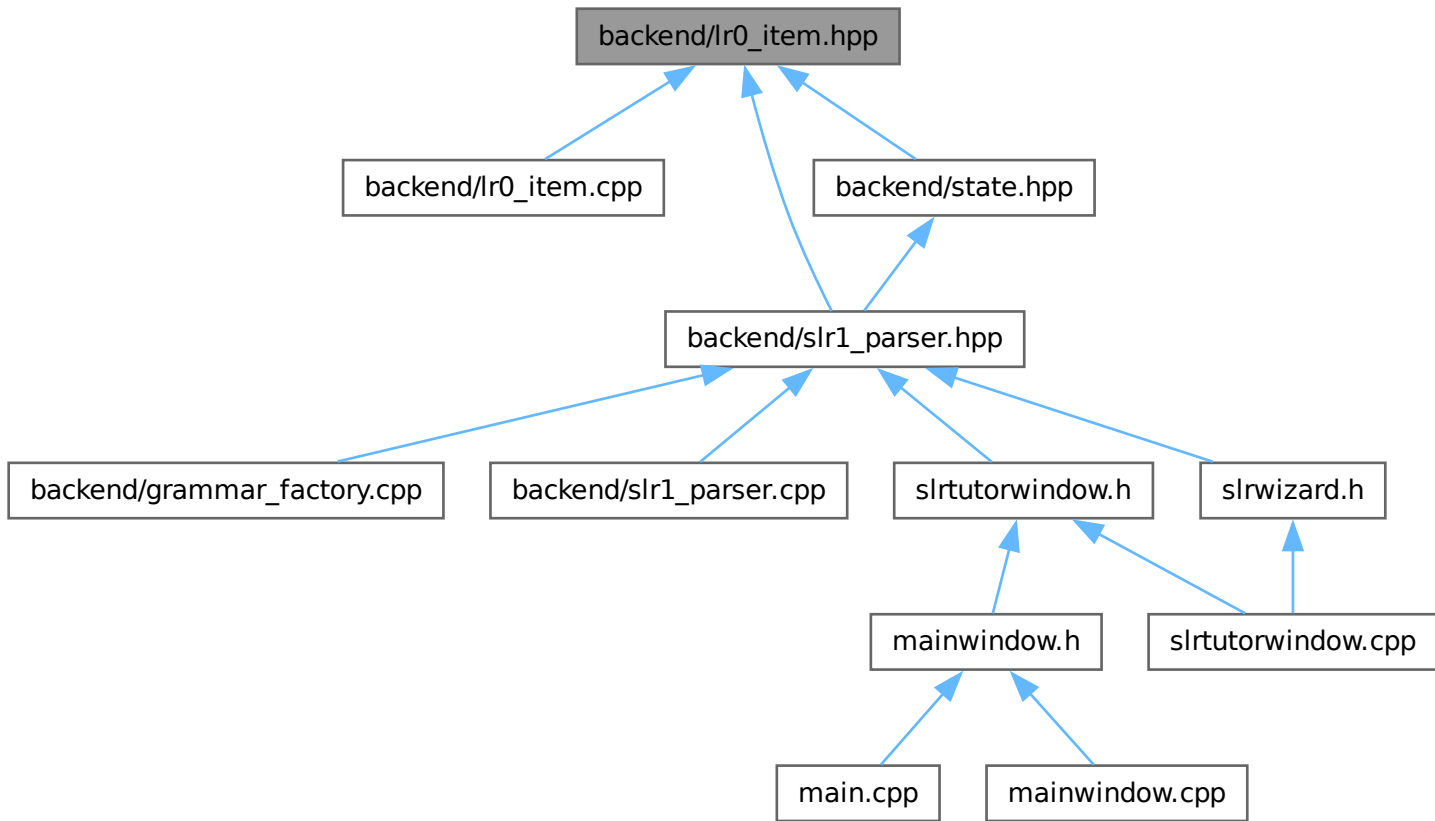 backend/lr0_item.hpp
backend/lr0_item.cpp
backend/state.hpp
backend/slr1_parser.hpp
backend/grammar_factory.cpp
backend/slr1_parser.cpp
slrtutorwindow.h
slrwizard.h
mainwindow.h
slrtutorwindow.cpp
main.cpp
mainwindow.cpp